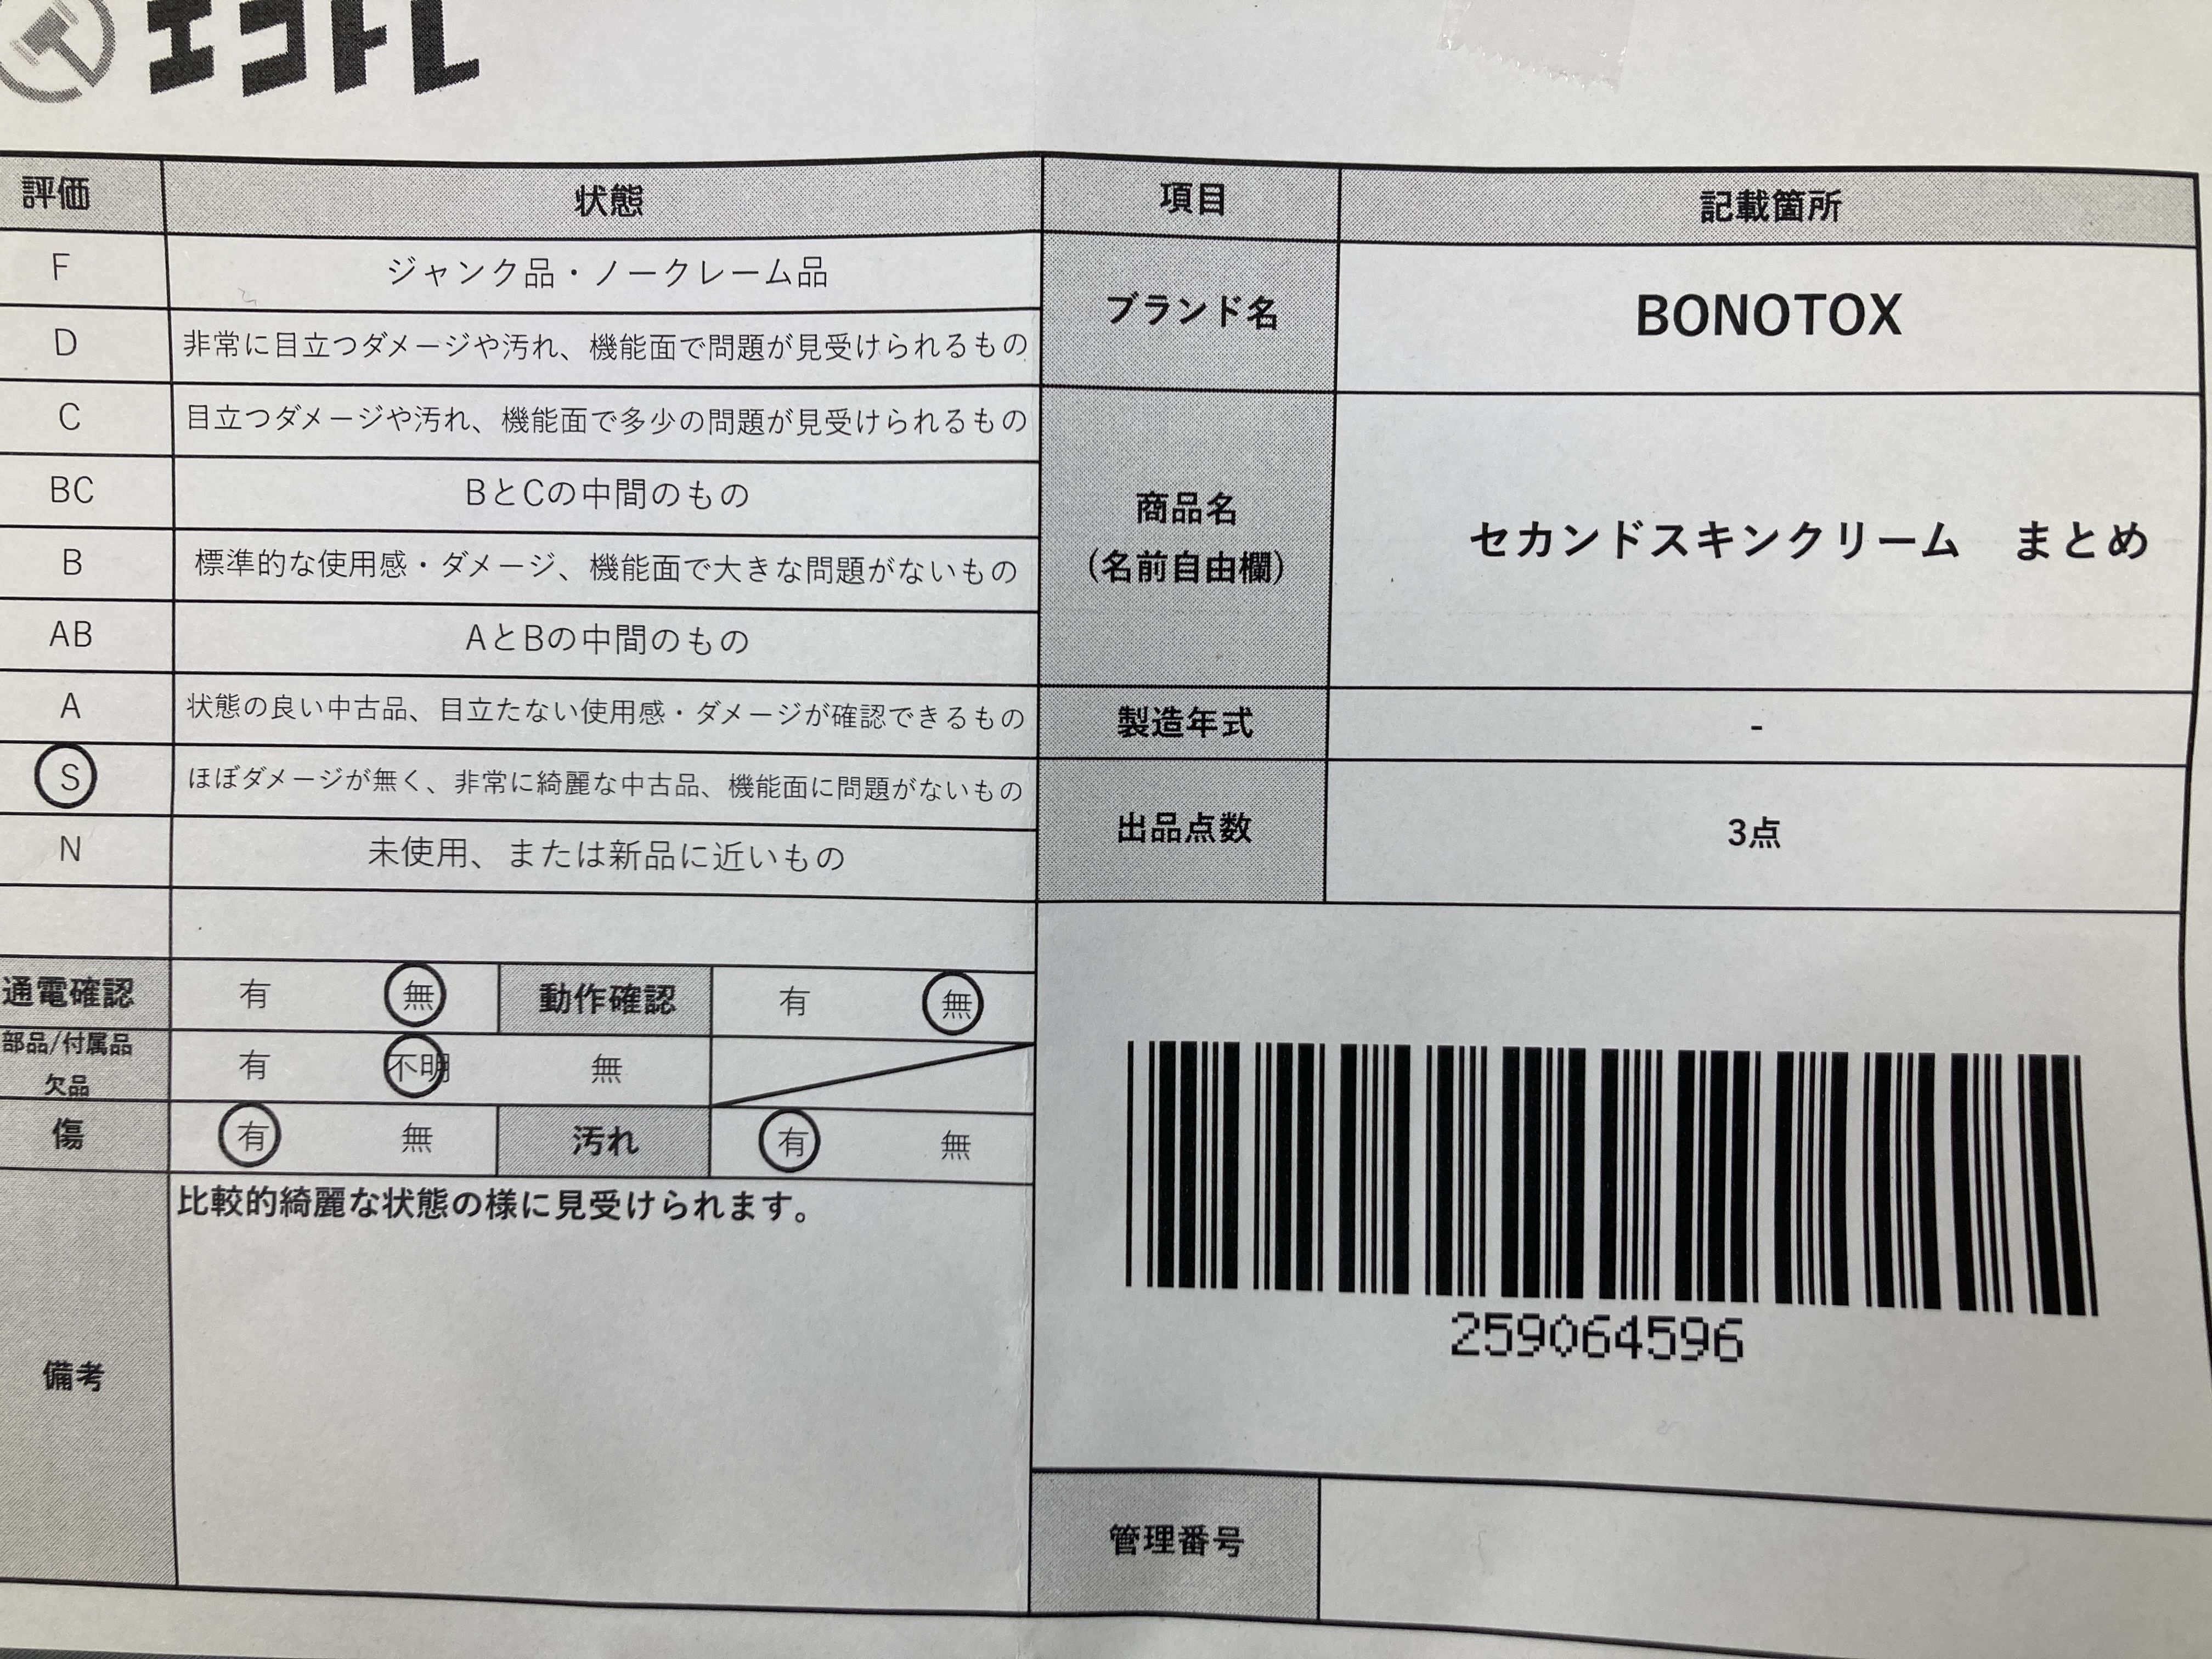 エコトレ
評価 状態 項目 記載箇所
F ジャンク品・ノークレーム品
D 非常に目立つダメージや汚れ、機能面で問題が見受けられるもの
C 目立つダメージや汚れ、機能面で多少の問題が見受けられるもの
BC BとCの中間のもの
B 標準的な使用感・ダメージ、機能面で大きな問題がないもの
AB AとBの中間のもの
A 状態の良い中古品、目立たない使用感・ダメージが確認できるもの
S ほぼダメージが無く、非常に綺麗な中古品、機能面に問題がないもの
N 未使用、または新品に近いもの
ブランド名 BONOTOX
商品名
(名前自由欄)
セカンドスキンクリーム まとめ
製造年式 -
出品点数 3点
通電確認 有 無 動作確認 有 無
部品/付属品
欠品
有 不明 無
傷 有 無 汚れ 有 無
備考
比較的綺麗な状態の様に見受けられます。
259064596
管理番号